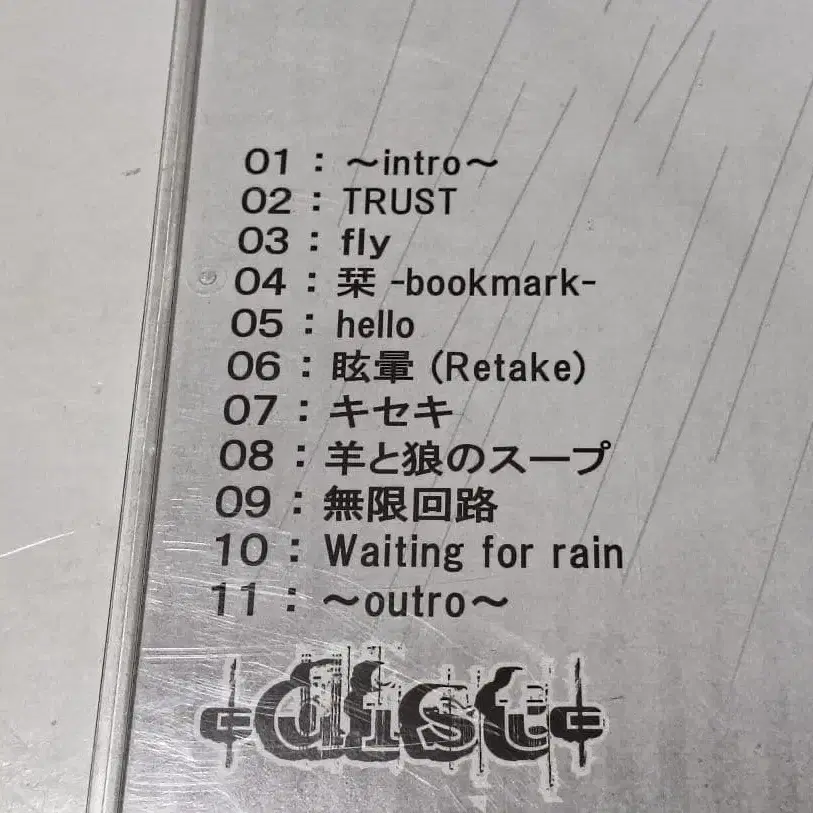 01 : ～intro～
02 : TRUST
03 : fly
04 : 栞 -bookmark-
05 : hello
06 : 眩暈 (Retake)
07 : キセキ
08 : 羊と狼のスープ
09 : 無限回路
10 : Waiting for rain
11 : ～outro～
dist